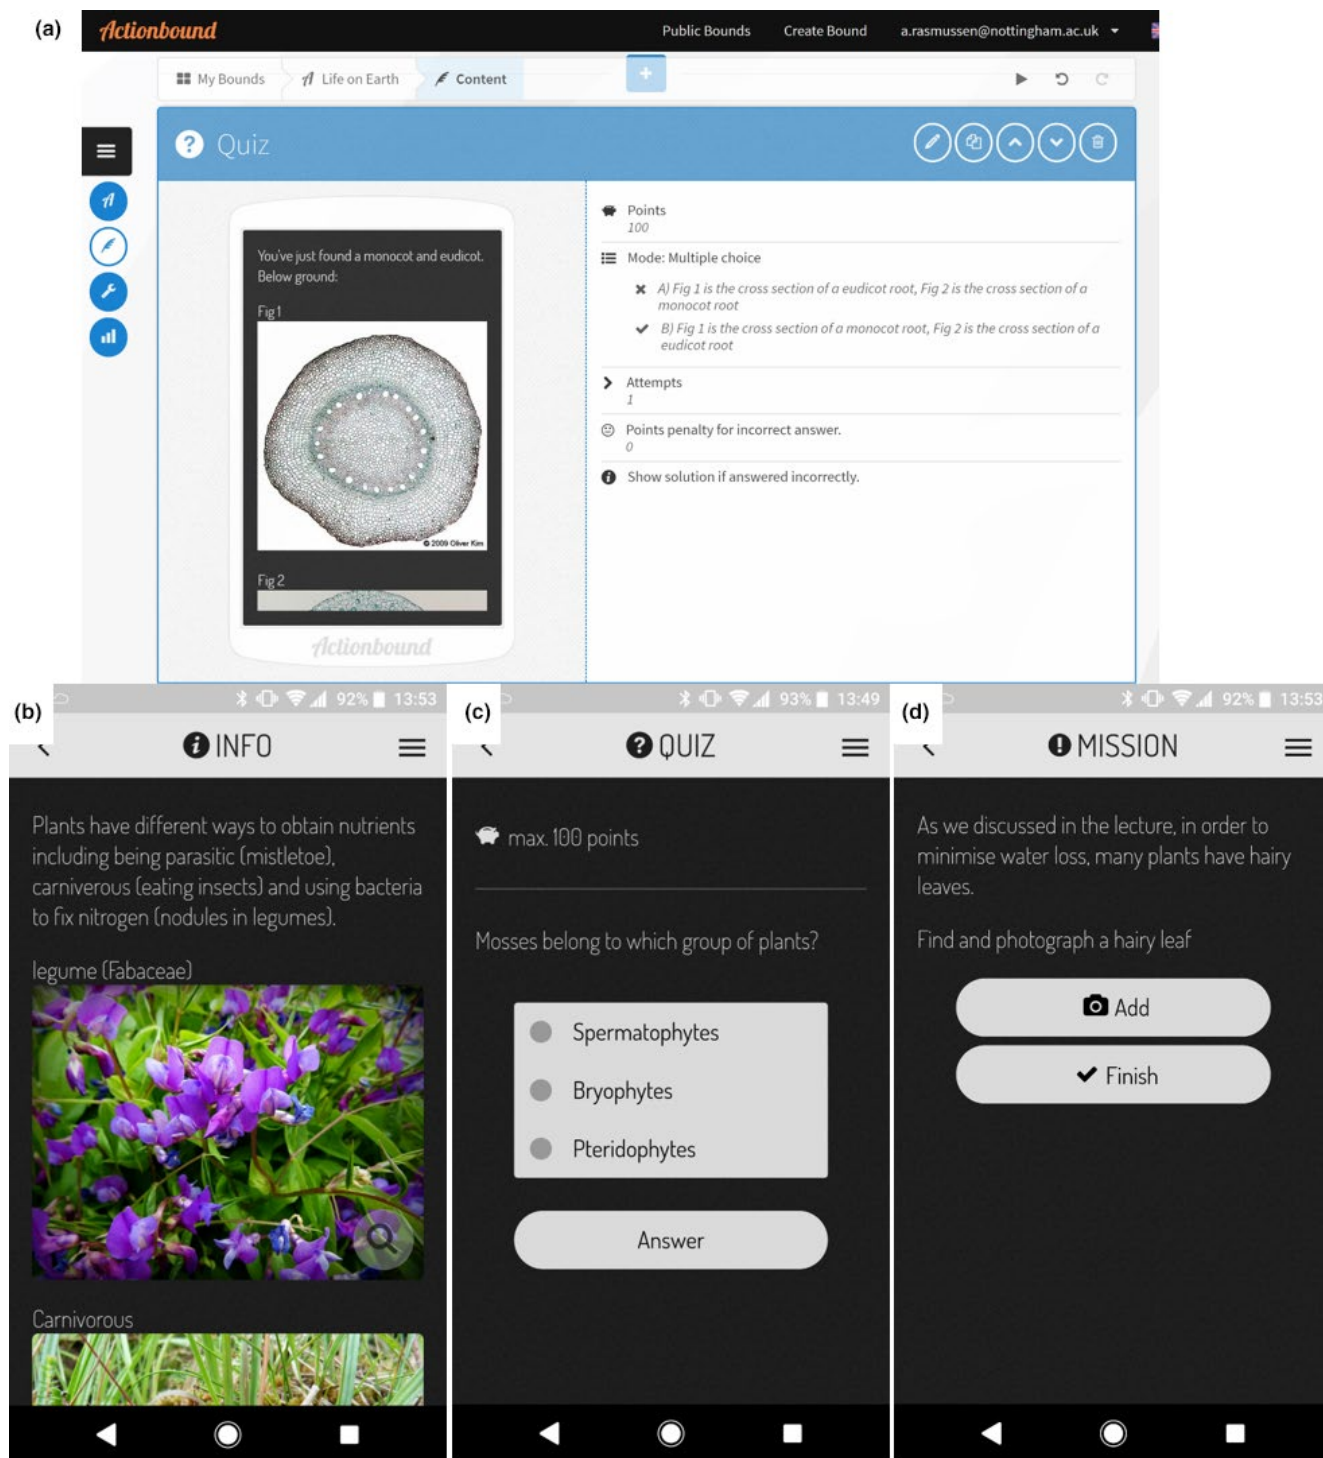 (a)
Actionbound
Public Bounds
Create Bound
a.rasmussen@nottingham.ac.uk
My Bounds
Life on Earth
Content
Quiz
You've just found a monocot and eudicot.
Below ground:
Fig 1
© 2009 Oliver Kim
Fig 2
Actionbound
Points
100
Mode: Multiple choice
A) Fig 1 is the cross section of a eudicot root, Fig 2 is the cross section of a
monocot root
B) Fig 1 is the cross section of a monocot root, Fig 2 is the cross section of a
eudicot root
Attempts
1
Points penalty for incorrect answer.
0
Show solution if answered incorrectly.
(b)
92% 13:53
INFO
Plants have different ways to obtain nutrients
including being parasitic (mistletoe),
carniverous (eating insects) and using bacteria
to fix nitrogen (nodules in legumes).
legume (Fabaceae)
Carnivorous
(c)
93% 13:49
QUIZ
max. 100 points
Mosses belong to which group of plants?
Spermatophytes
Bryophytes
Pteridophytes
Answer
(d)
92% 13:53
MISSION
As we discussed in the lecture, in order to
minimise water loss, many plants have hairy
leaves.
Find and photograph a hairy leaf
Add
Finish